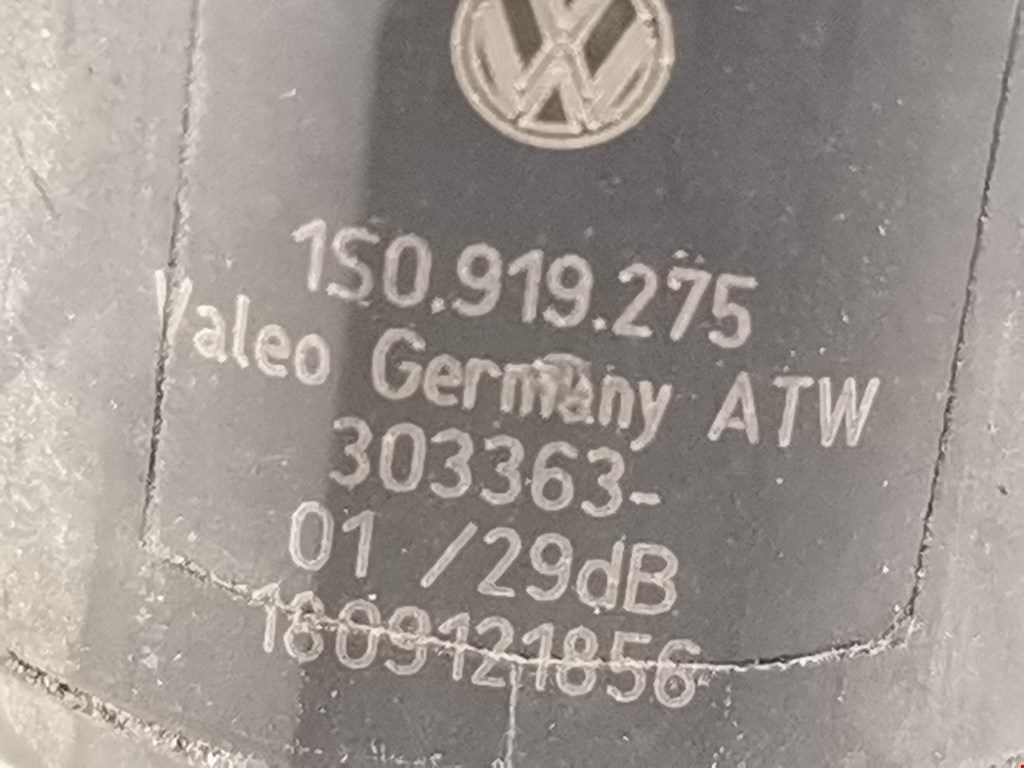 1S0.919.275
Valeo Germany ATW
303363-
01 /29dB
1809121856